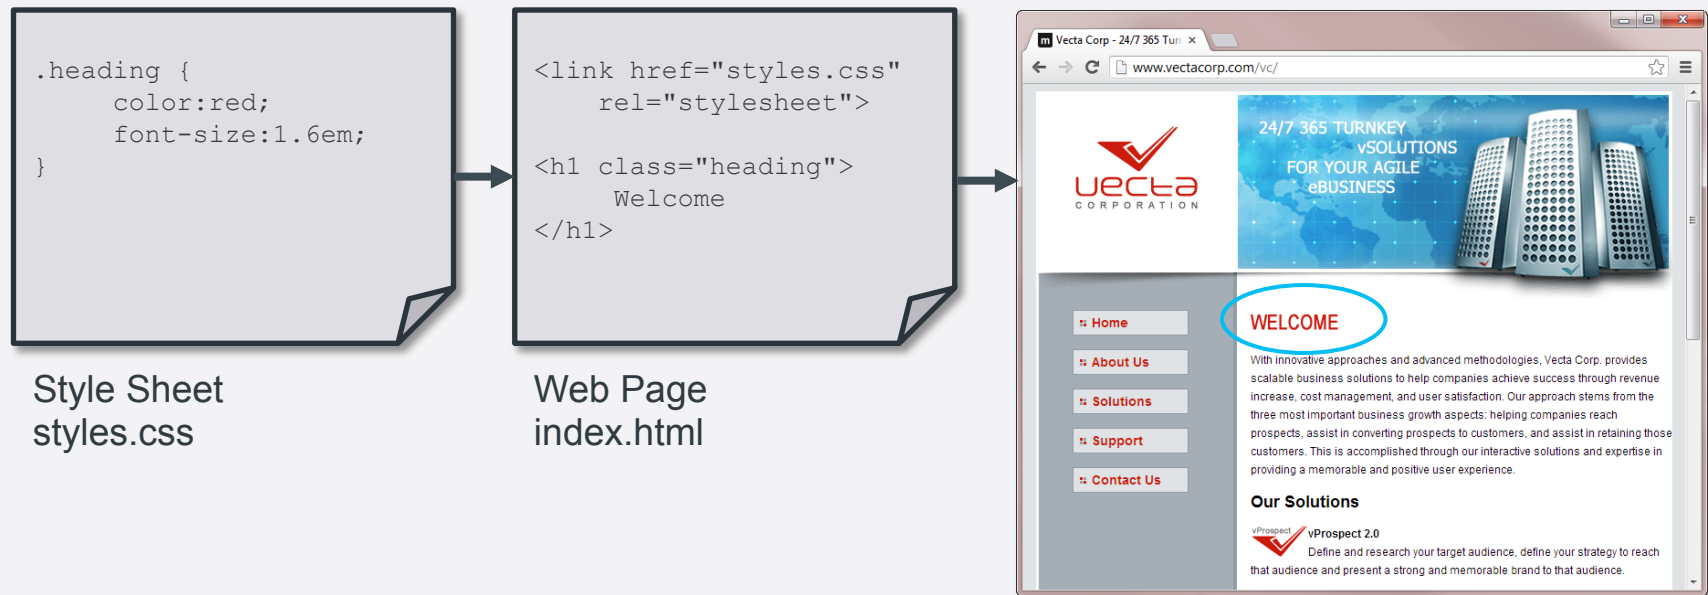 .heading {
color:red;
font-size:1.6em;
}
Style Sheet
styles.css
<link href="styles.css"
rel="stylesheet">
<h1 class="heading">
Welcome
</h1>
Web Page
index.html
m Vecta Corp - 24/7 365 Turn
www.vectacorp.com/vc/
vecta
CORPORATION
24/7 365 TURNKEY
vSOLUTIONS
FOR YOUR AGILE
eBUSINESS
Home
About Us
Solutions
Support
Contact Us
WELCOME
With innovative approaches and advanced methodologies, Vecta Corp. provides
scalable business solutions to help companies achieve success through revenue
increase, cost management, and user satisfaction. Our approach stems from the
three most important business growth aspects: helping companies reach
prospects, assist in converting prospects to customers, and assist in retaining those
customers. This is accomplished through our interactive solutions and expertise in
providing a memorable and positive user experience.
Our Solutions
vProspect
vProspect 2.0
Define and research your target audience, define your strategy to reach
that audience and present a strong and memorable brand to that audience.